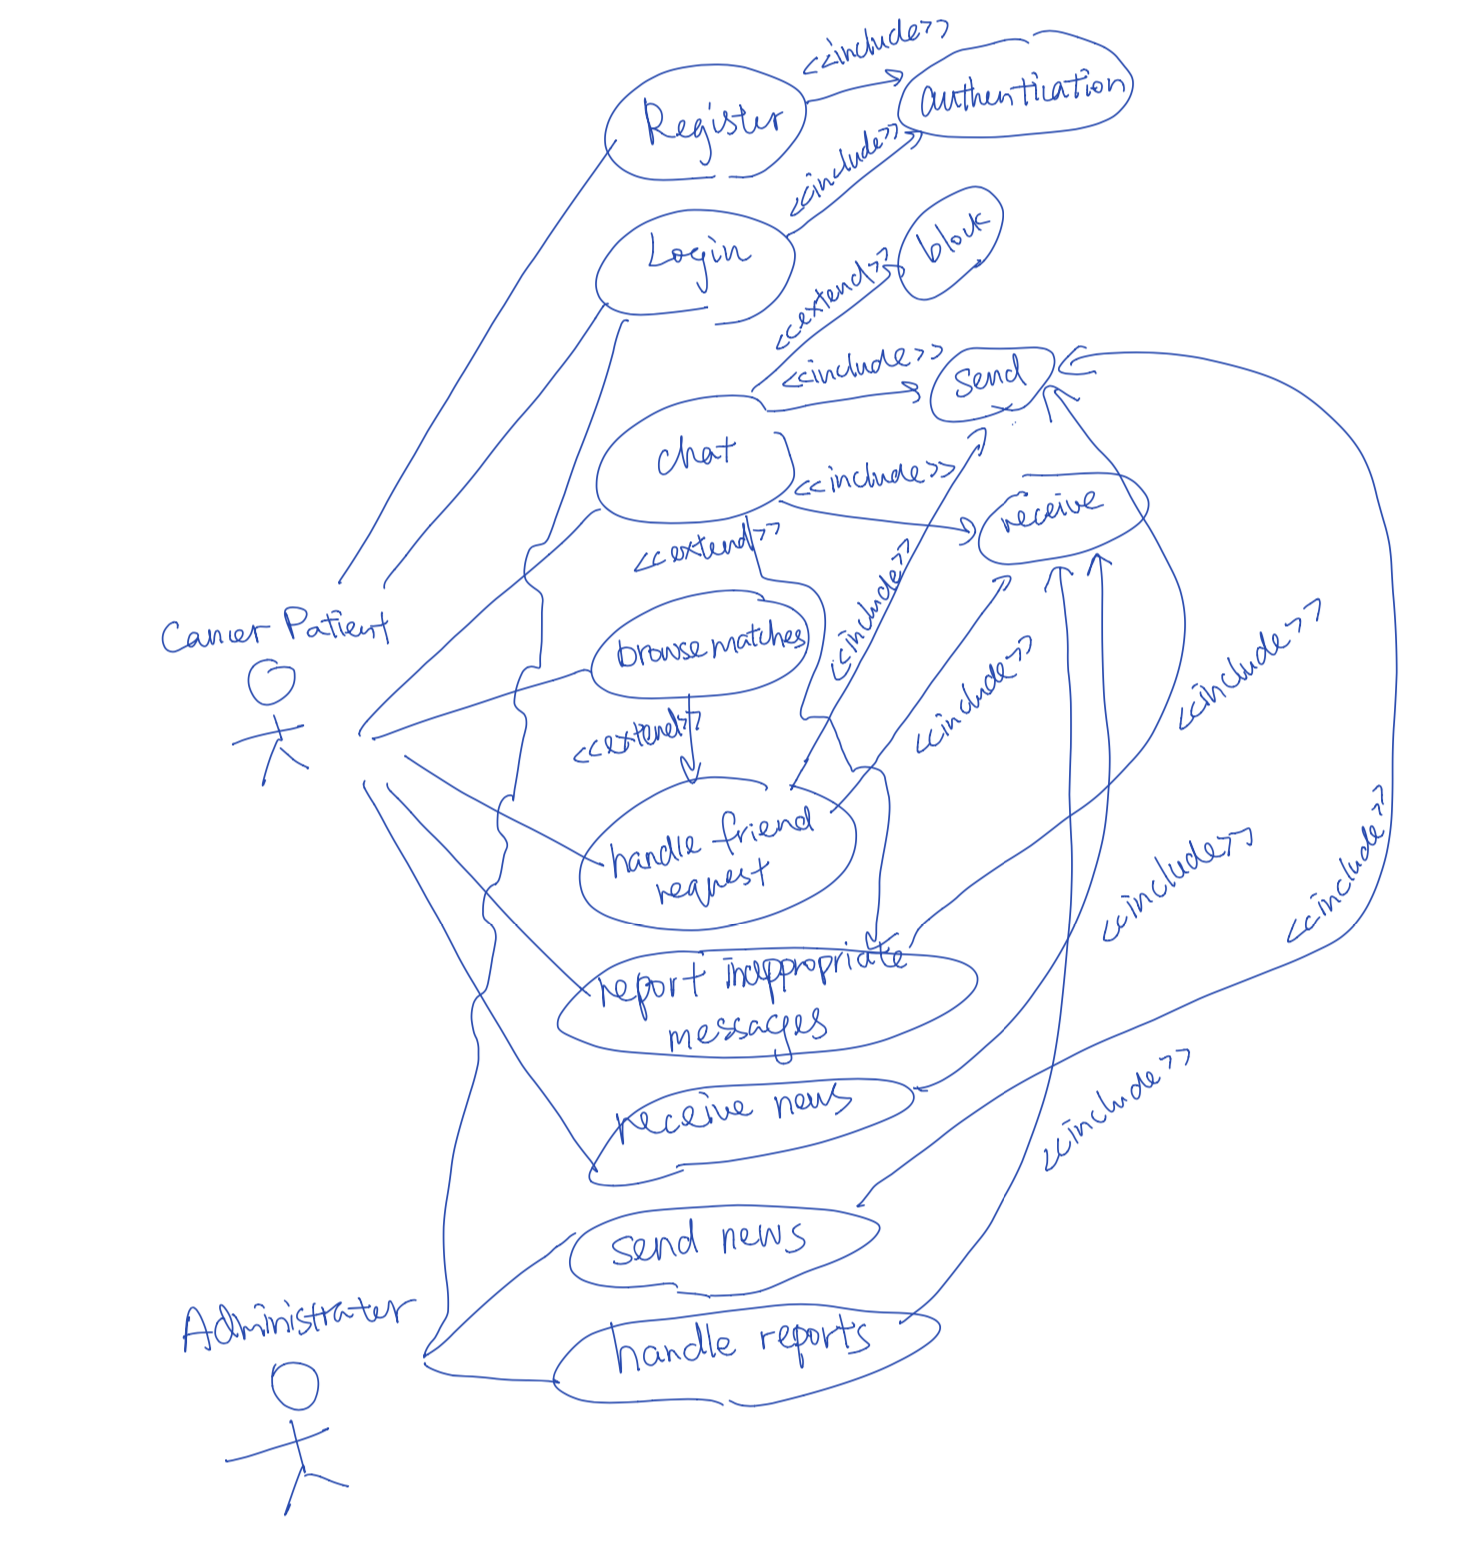 <<include>>
Register
authentication
<<include>>
Login
block
<<extend>>
<<include>>
send
chat
<<include>>
receive
<<extend>>
<<include>>
Cancer Patient
browse matches
<<include>>
<<include>>
<<extend>>
handle friend
request
<<include>>
<<include>>
report inappropriate
messages
receive news
<<include>>
send news
Administrater
handle reports